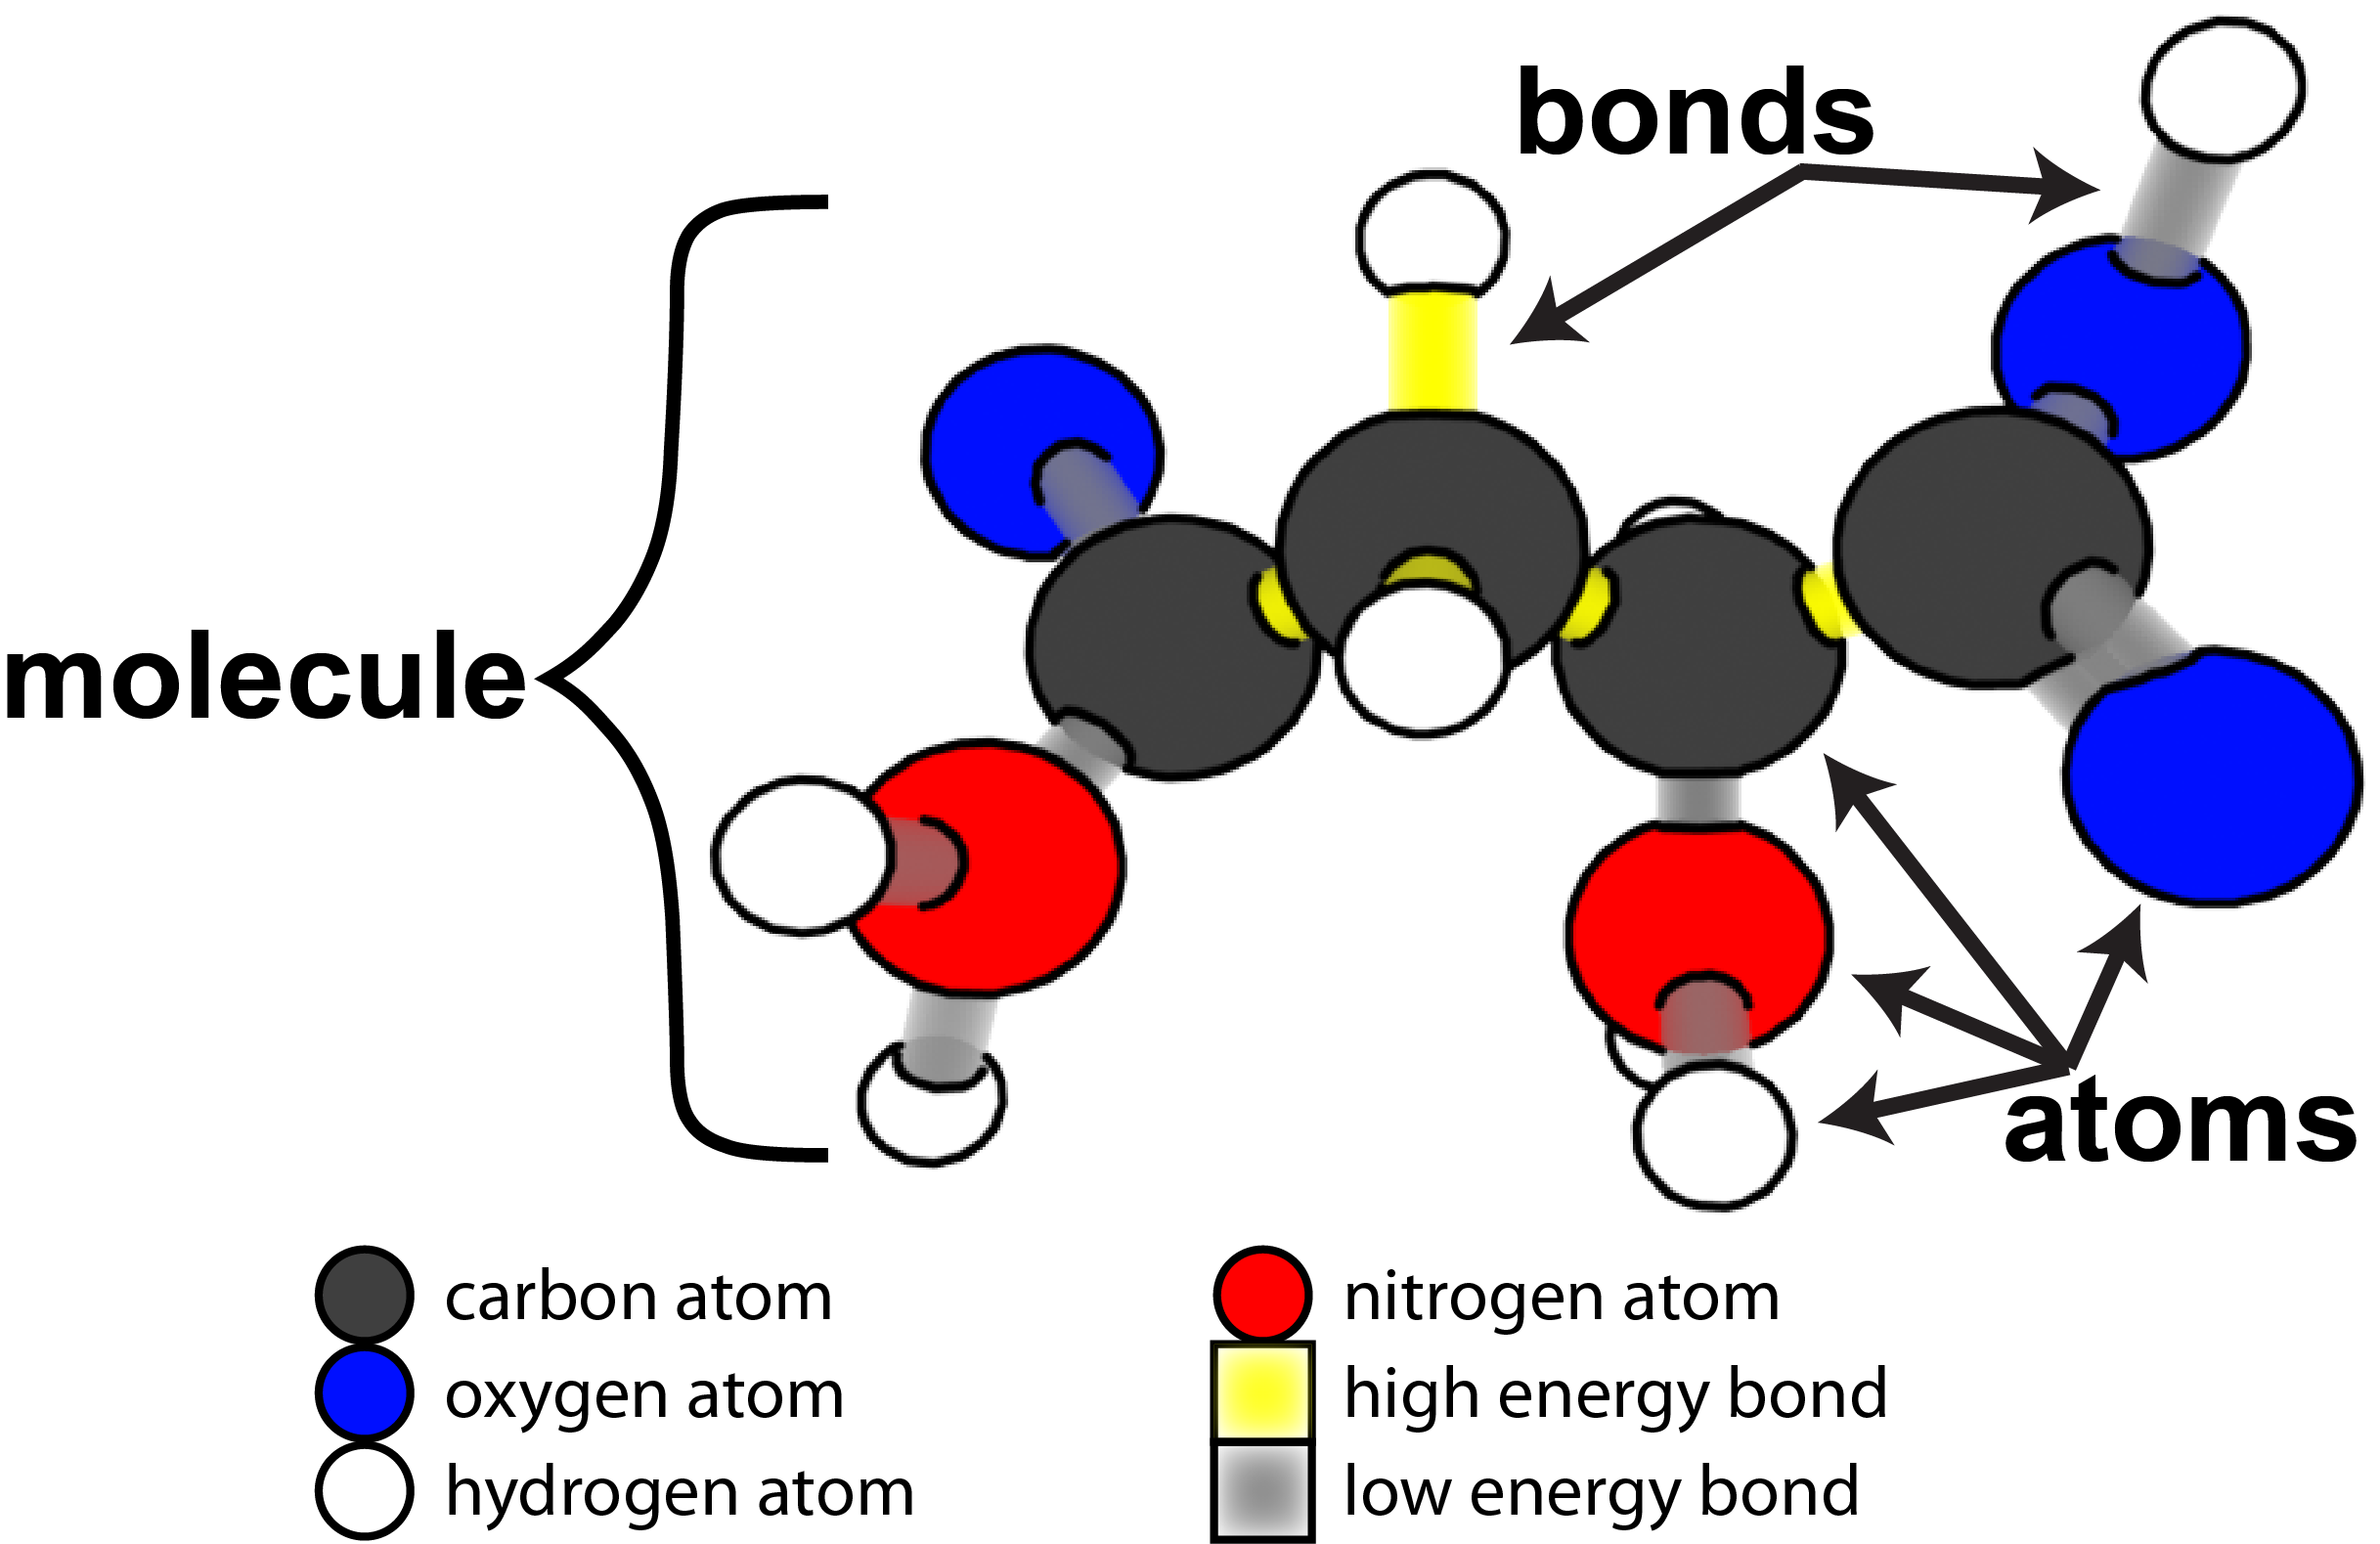 bonds
molecule
atoms
carbon atom
oxygen atom
hydrogen atom
nitrogen atom
high energy bond
low energy bond